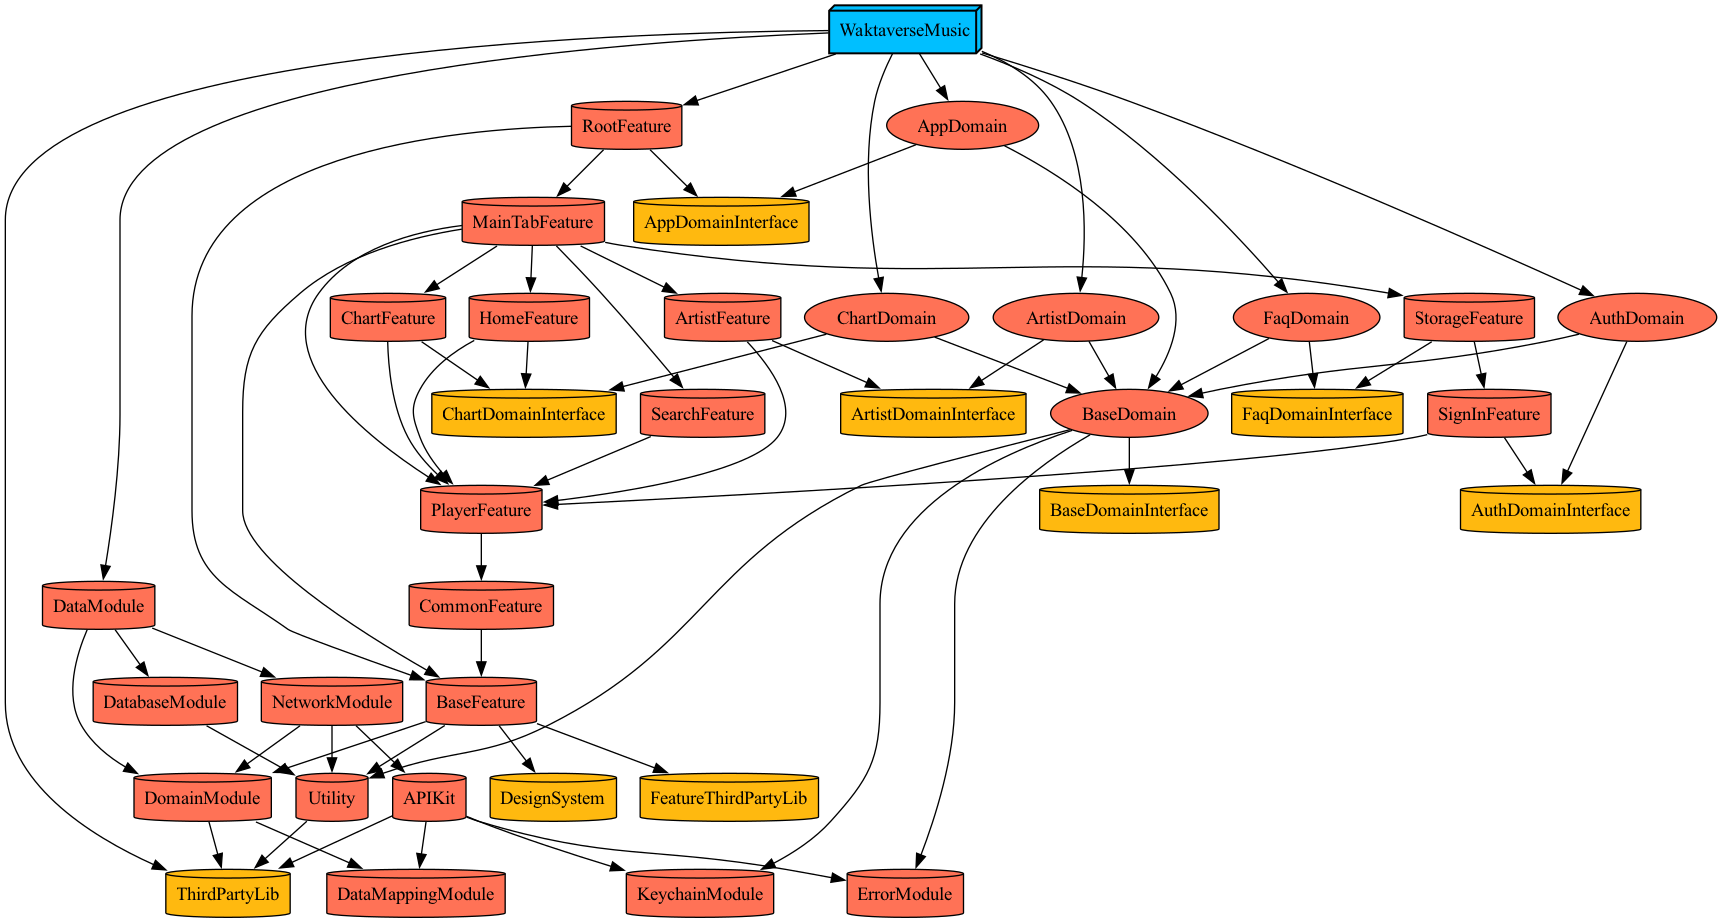 WaktaverseMusic
RootFeature
AppDomain
MainTabFeature
AppDomainInterface
ChartFeature
HomeFeature
ArtistFeature
ChartDomain
ArtistDomain
FaqDomain
StorageFeature
AuthDomain
ChartDomainInterface
SearchFeature
ArtistDomainInterface
BaseDomain
FaqDomainInterface
SignInFeature
PlayerFeature
BaseDomainInterface
AuthDomainInterface
DataModule
CommonFeature
DatabaseModule
NetworkModule
BaseFeature
DomainModule
Utility
APIKit
DesignSystem
FeatureThirdPartyLib
ThirdPartyLib
DataMappingModule
KeychainModule
ErrorModule